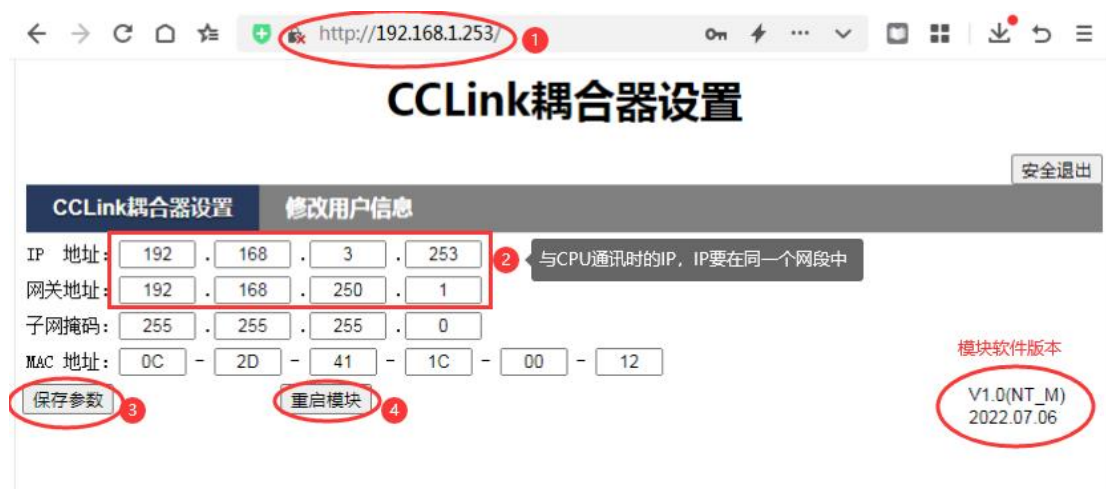 http://192.168.1.253/ 1
CCLink耦合器设置
安全退出
CCLink耦合器设置 修改用户信息
IP 地址: 192 . 168 . 3 . 253 2 与CPU通讯时的IP，IP要在同一个网段中
网关地址: 192 . 168 . 250 . 1
子网掩码: 255 . 255 . 255 . 0
MAC 地址: 0C - 2D - 41 - 1C - 00 - 12
模块软件版本
保存参数 3 重启模块 4 V1.0(NT_M)
2022.07.06